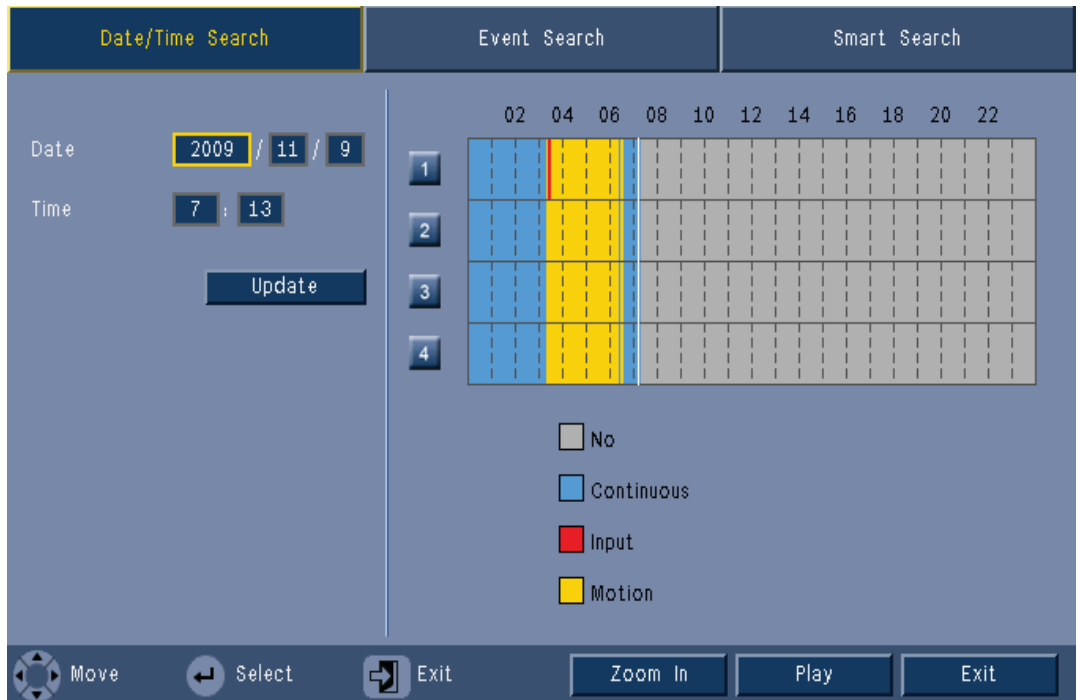 Date/Time Search Event Search Smart Search
02 04 06 08 10 12 14 16 18 20 22
Date 2009 / 11 / 9
1
Time 7 : 13
2
Update
3
4
No
Continuous
Input
Motion
Move Select Exit Zoom In Play Exit